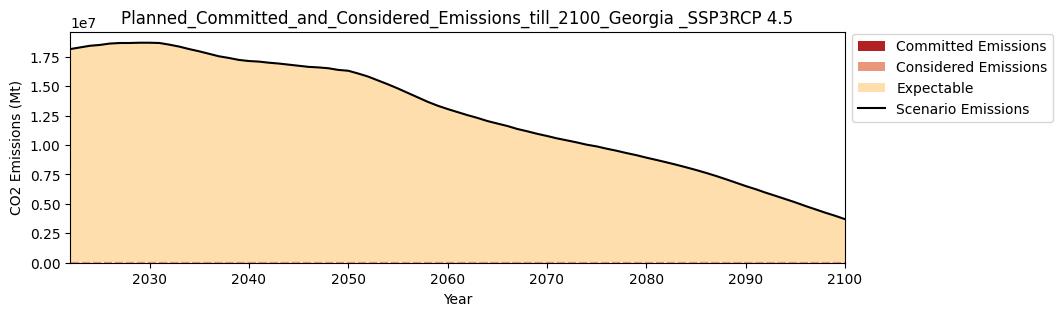 Planned_Committed_and_Considered_Emissions_till_2100_Georgia _SSP3RCP 4.5
1e7
1.75
1.50
1.25
1.00
0.75
0.50
0.25
0.00
CO2 Emissions (Mt)
2030 2040 2050 2060 2070 2080 2090 2100
Year
Committed Emissions
Considered Emissions
Expectable
Scenario Emissions